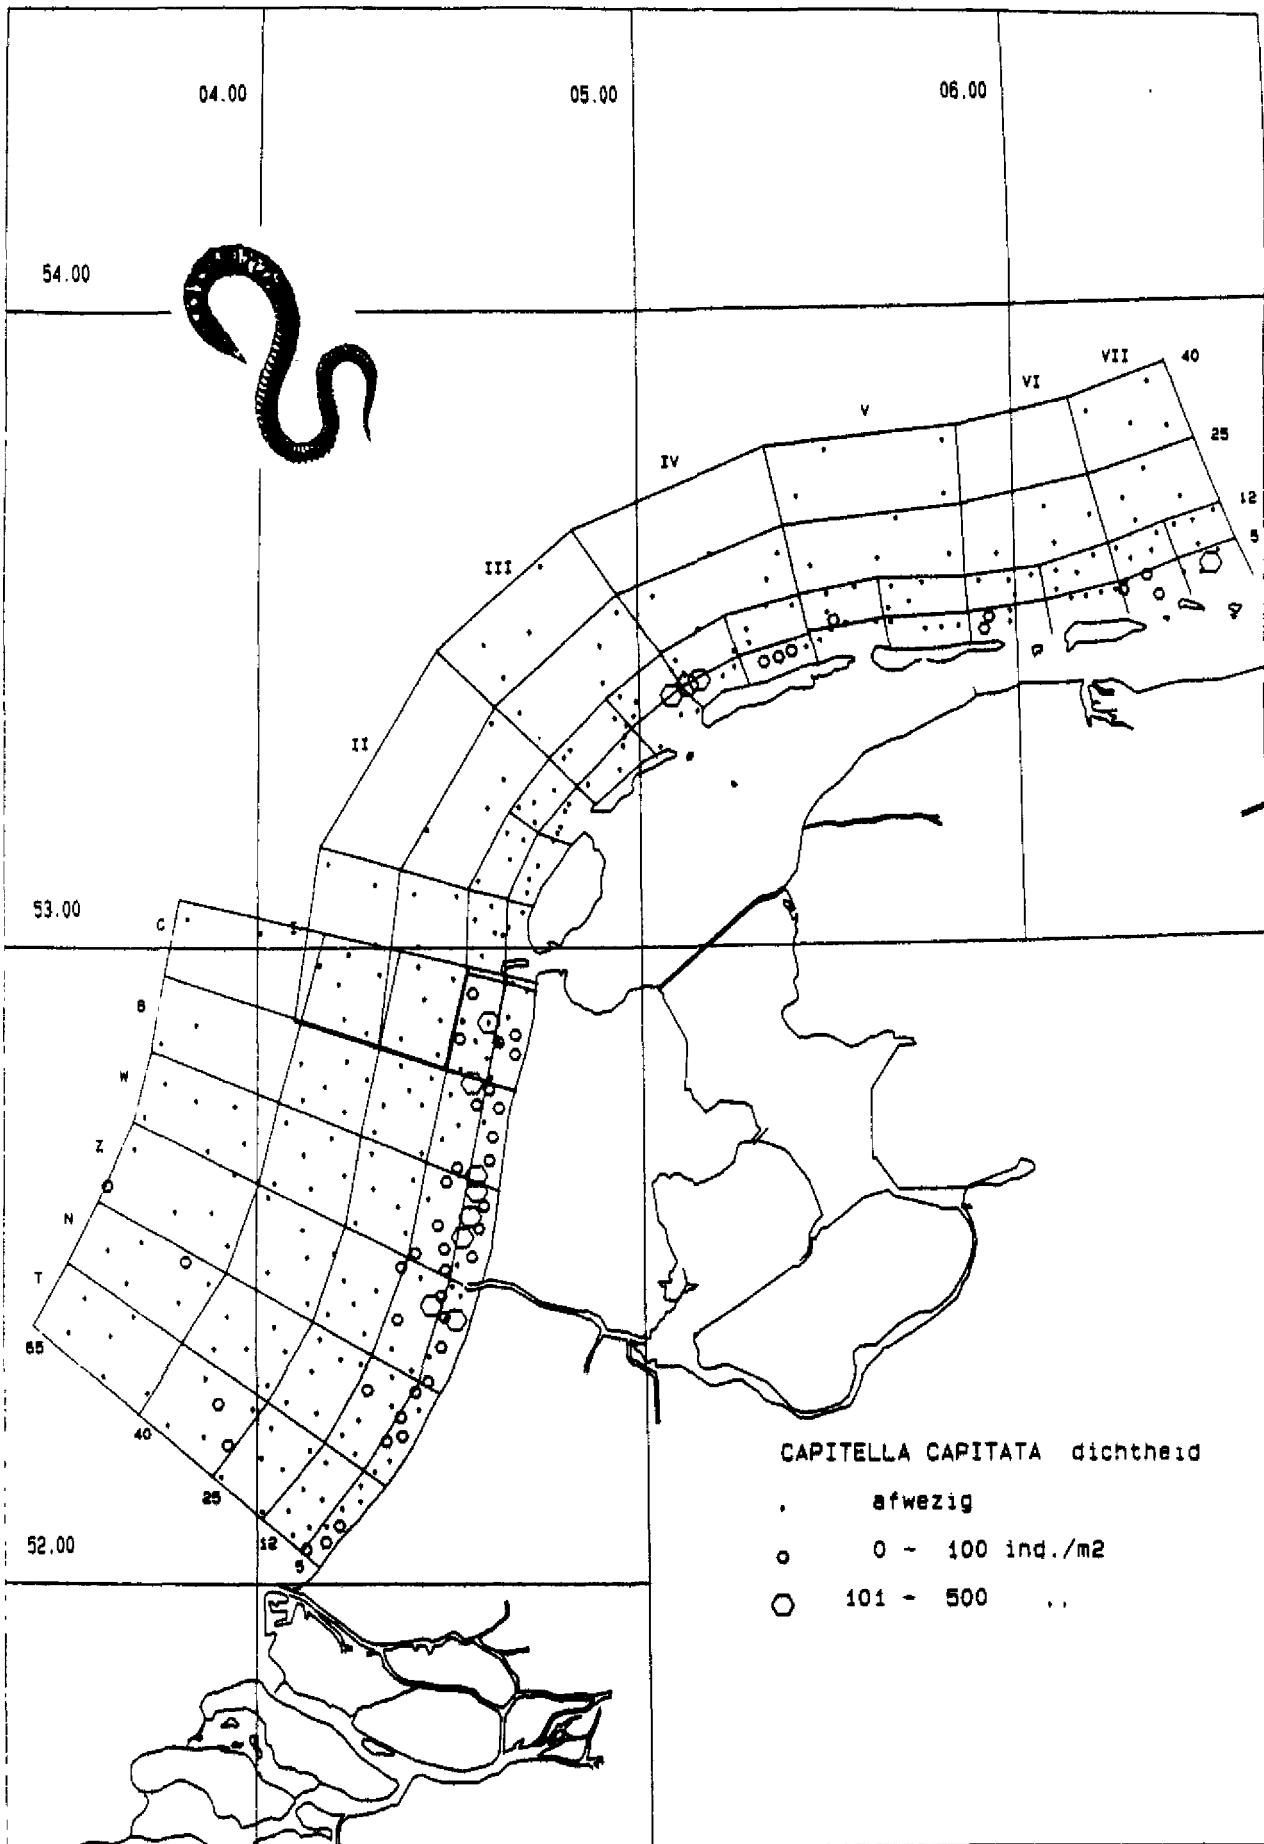 04.00
05.00
06.00
54.00
VII
40
VI
V
25
IV
12
5
III
II
53.00
G
I
B
W
Z
N
T
65
40
25
12
5
52.00
CAPITELLA CAPITATA dichtheid
. afwezig
0 - 100 ind./m2
101 - 500 ,,